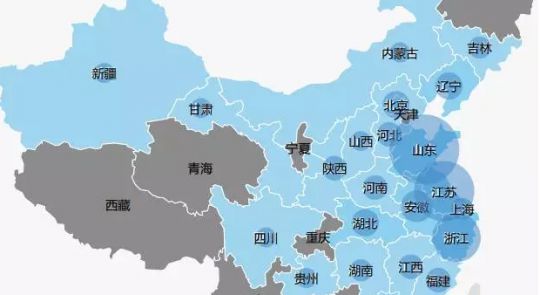 吉林
内蒙古
新疆
辽宁
北京
甘肃
天津
河北
山西
宁夏
山东
陕西
青海
河南
江苏
西藏
安徽
上海
湖北
四川
重庆
浙江
江西
湖南
贵州
福建